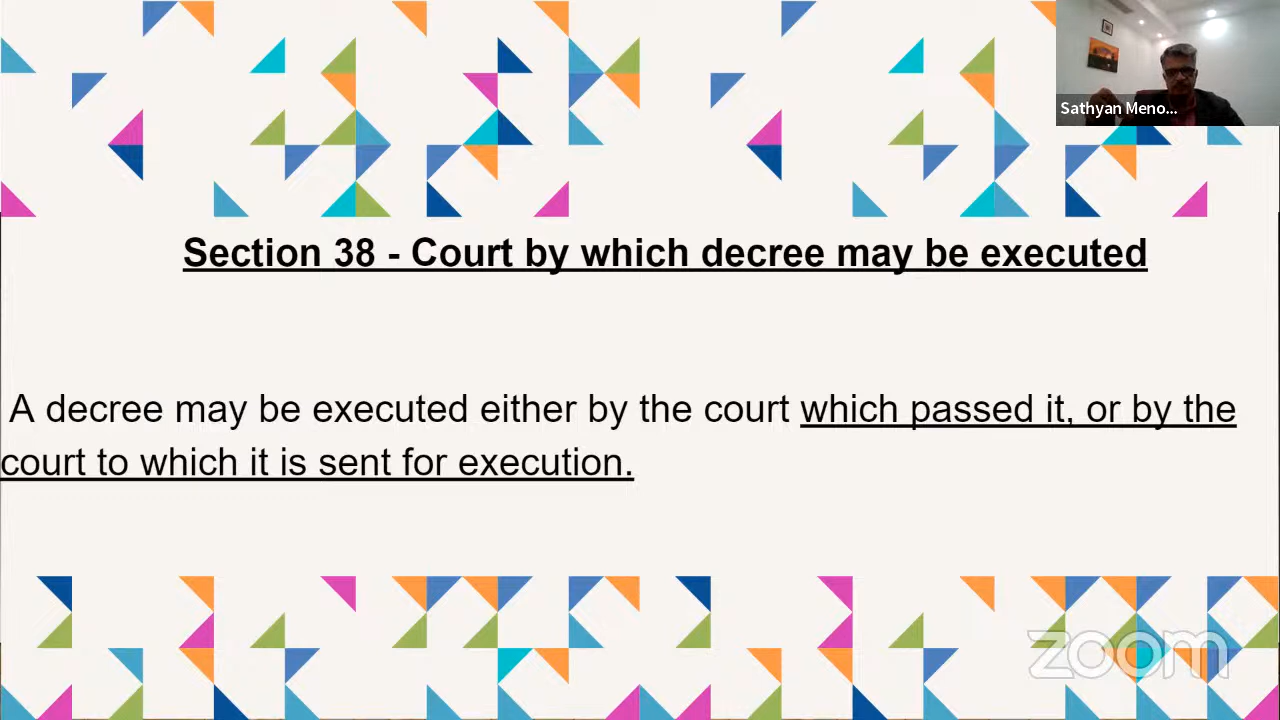 Sathyan Meno...
Section 38 - Court by which decree may be executed
A decree may be executed either by the court which passed it, or by the
court to which it is sent for execution.
zoom